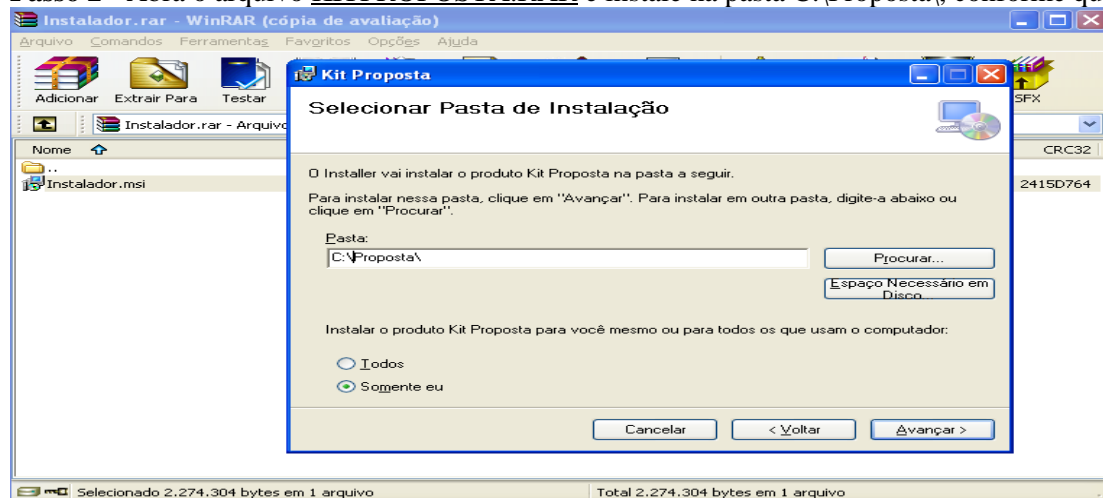 Instalador.rar - WinRAR (cópia de avaliação)
Arquivo Comandos Ferramentas Favoritos Opções Ajuda
Adicionar Extrair Para Testar SFX
Instalador.rar - Arquivo
Nome CRC32
..
Instalador.msi 2415D764
Kit Proposta
Selecionar Pasta de Instalação
O Installer vai instalar o produto Kit Proposta na pasta a seguir.
Para instalar nessa pasta, clique em "Avançar". Para instalar em outra pasta, digite-a abaixo ou
clique em "Procurar".
Pasta:
C:\Proposta\
Procurar...
Espaço Necessário em
Disco...
Instalar o produto Kit Proposta para você mesmo ou para todos os que usam o computador:
Todos
Somente eu
Cancelar < Voltar Avançar >
Selecionado 2.274.304 bytes em 1 arquivo Total 2.274.304 bytes em 1 arquivo